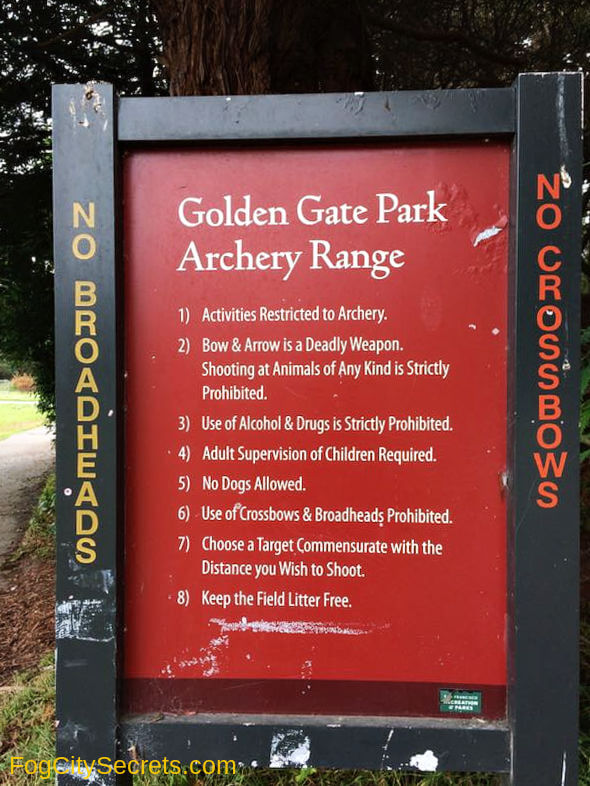 NO BROADHEADS
Golden Gate Park
Archery Range
1) Activities Restricted to Archery.
2) Bow & Arrow is a Deadly Weapon.
Shooting at Animals of Any Kind is Strictly
Prohibited.
3) Use of Alcohol & Drugs is Strictly Prohibited.
4) Adult Supervision of Children Required.
5) No Dogs Allowed.
6) Use of Crossbows & Broadheads Prohibited.
7) Choose a Target Commensurate with the
Distance you Wish to Shoot.
8) Keep the Field Litter Free.
NO CROSSBOWS
FRANCISCO
RECREATION
& PARKS
FogCitySecrets.com